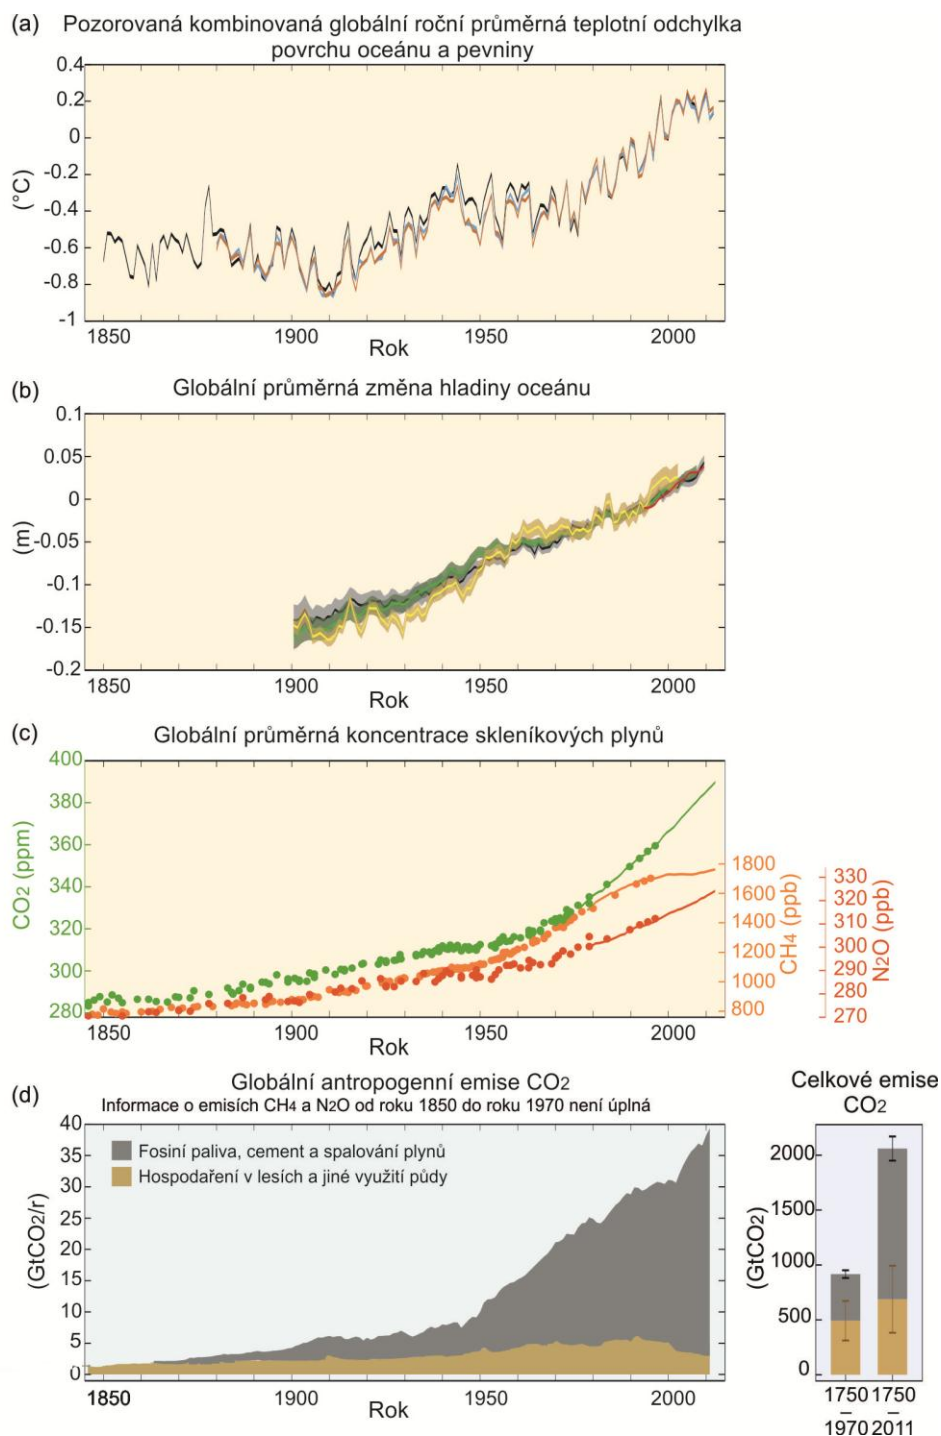 (a) Pozorovaná kombinovaná globální roční průměrná teplotní odchylka
povrchu oceánu a pevniny
0.4
0.2
0
-0.2
-0.4
-0.6
-0.8
-1
(°C)
1850 1900 1950 2000
Rok
(b) Globální průměrná změna hladiny oceánu
0.1
0.05
0
-0.05
-0.1
-0.15
-0.2
(m)
1850 1900 1950 2000
Rok
(c) Globální průměrná koncentrace skleníkových plynů
400
380
360
340
320
300
280
CO2 (ppm)
1800
1600
1400
1200
1000
800
CH4 (ppb)
330
320
310
300
290
280
270
N2O (ppb)
1850 1900 1950 2000
Rok
(d) Globální antropogenní emise CO2
Informace o emisích CH4 a N2O od roku 1850 do roku 1970 není úplná
40
35
30
25
20
15
10
5
0
(GtCO2/r)
Fosiní paliva, cement a spalování plynů
Hospodaření v lesích a jiné využití půdy
1850 1900 1950 2000
Rok
Celkové emise
CO2
2000
1500
1000
500
0
(GtCO2)
1750 1750
– –
1970 2011